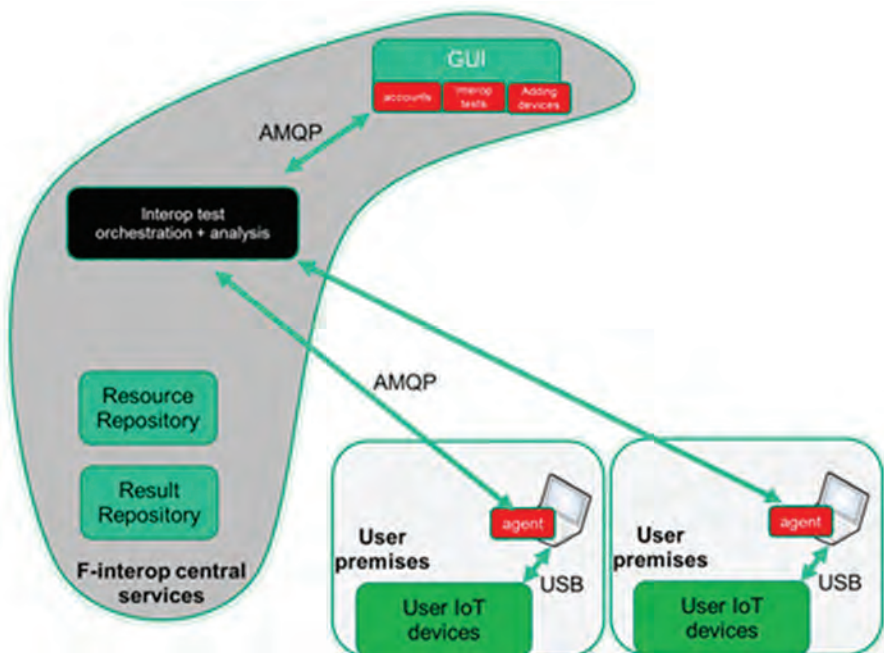 GUI
accounts
Interop
tests
Adding
devices
AMQP
Interop test
orchestration + analysis
AMQP
Resource
Repository
Result
Repository
F-interop central
services
agent
User
premises
USB
User IoT
devices
agent
User
premises
USB
User IoT
devices